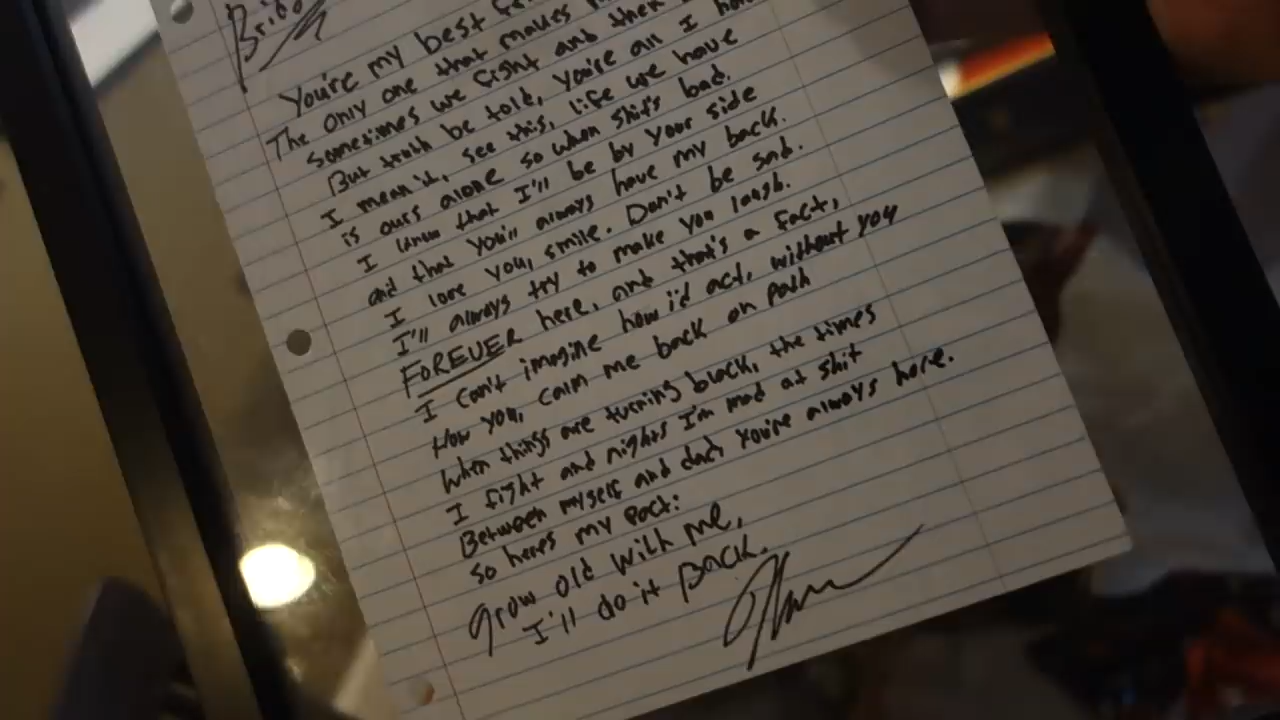 You're my best
The only one that makes
sometimes we fight and then
But truth be told, you're all I
I mean it, see this, life we have
is ours alone so when shit's bad.
I know that I'll be by your side
and that you'll always have my back.
I love you, smile. Don't be sad.
I'll always try to make you laugh.
FOREVER here, and that's a fact,
I can't imagine how i'd act, without you
How you, calm me back on path
When things are turning black, the times
I fight and nights I'm mad at shit
Between myself and dad, you're always here.
so here's my pact:
grow old with me,
I'll do it back.